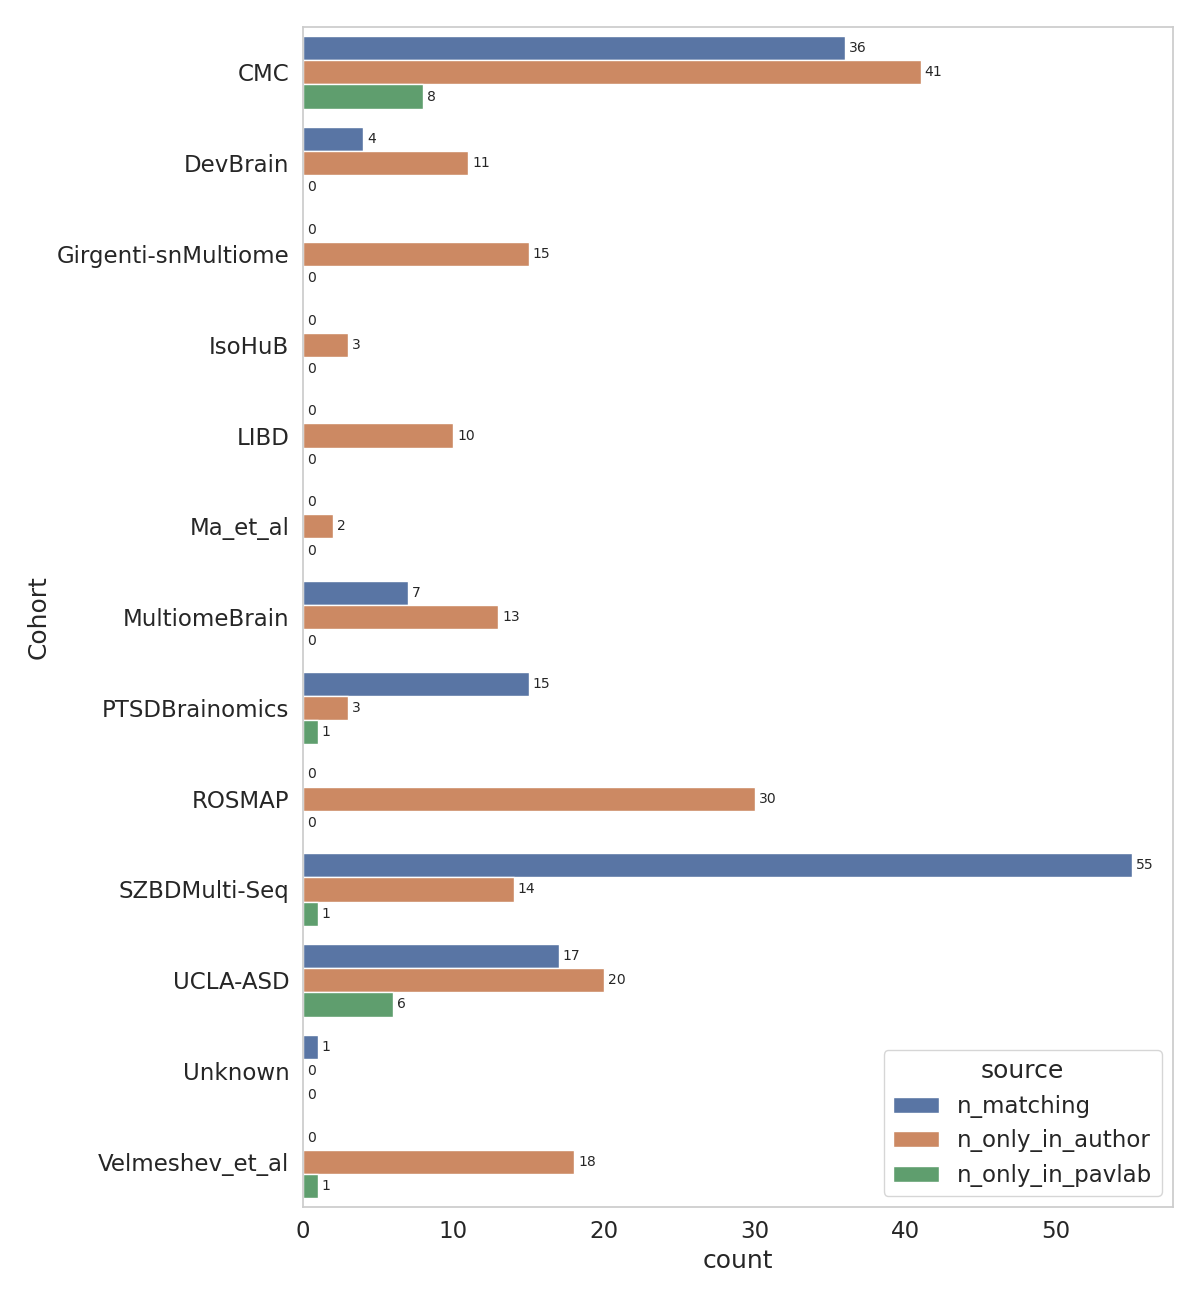 CMC
36
41
8
DevBrain
4
11
0
Girgenti-snMultiome
0
15
0
IsoHuB
0
3
0
LIBD
0
10
0
Ma_et_al
0
2
0
MultiomeBrain
7
13
0
PTSDBrainomics
15
3
1
ROSMAP
0
30
0
SZBDMulti-Seq
55
14
1
UCLA-ASD
17
20
6
Unknown
1
0
0
Velmeshev_et_al
0
18
1
Cohort
source
n_matching
n_only_in_author
n_only_in_pavlab
0 10 20 30 40 50
count